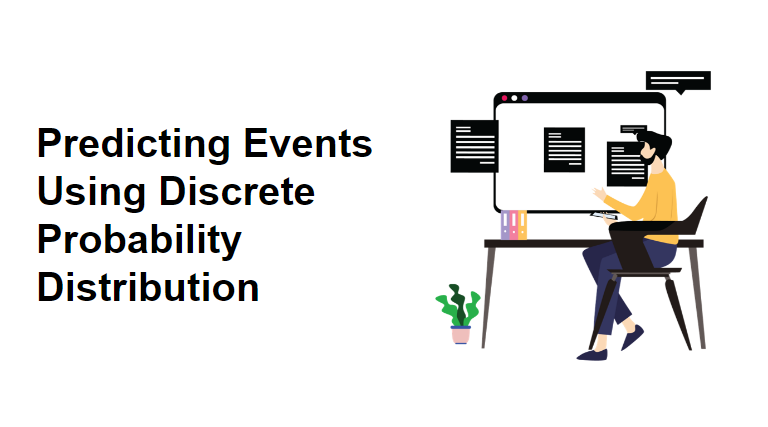 Predicting Events
Using Discrete
Probability
Distribution